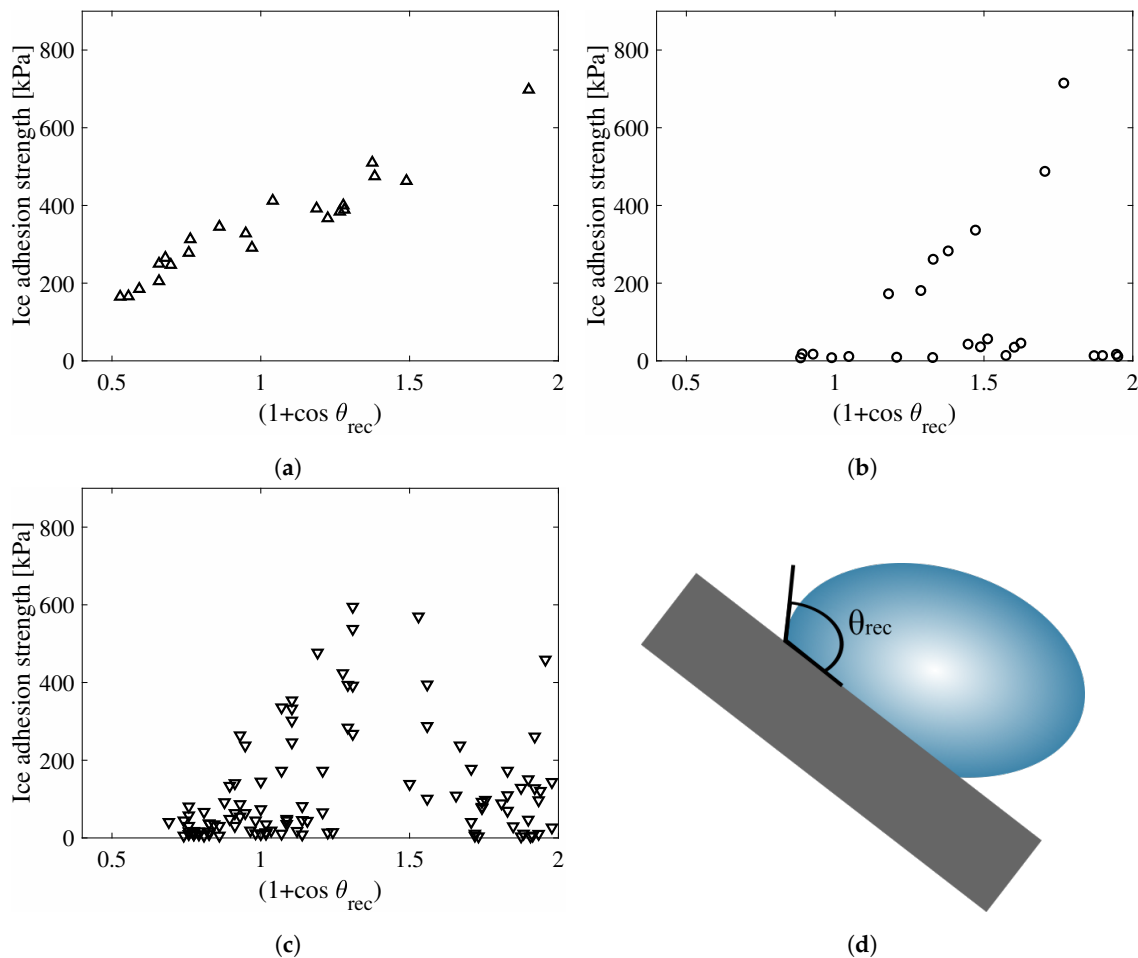 Ice adhesion strength [kPa]
800
600
400
200
0
0.5 1 1.5 2
(1+cos θrec)
(a)
Ice adhesion strength [kPa]
800
600
400
200
0
0.5 1 1.5 2
(1+cos θrec)
(b)
Ice adhesion strength [kPa]
800
600
400
200
0
0.5 1 1.5 2
(1+cos θrec)
(c)
θrec
(d)